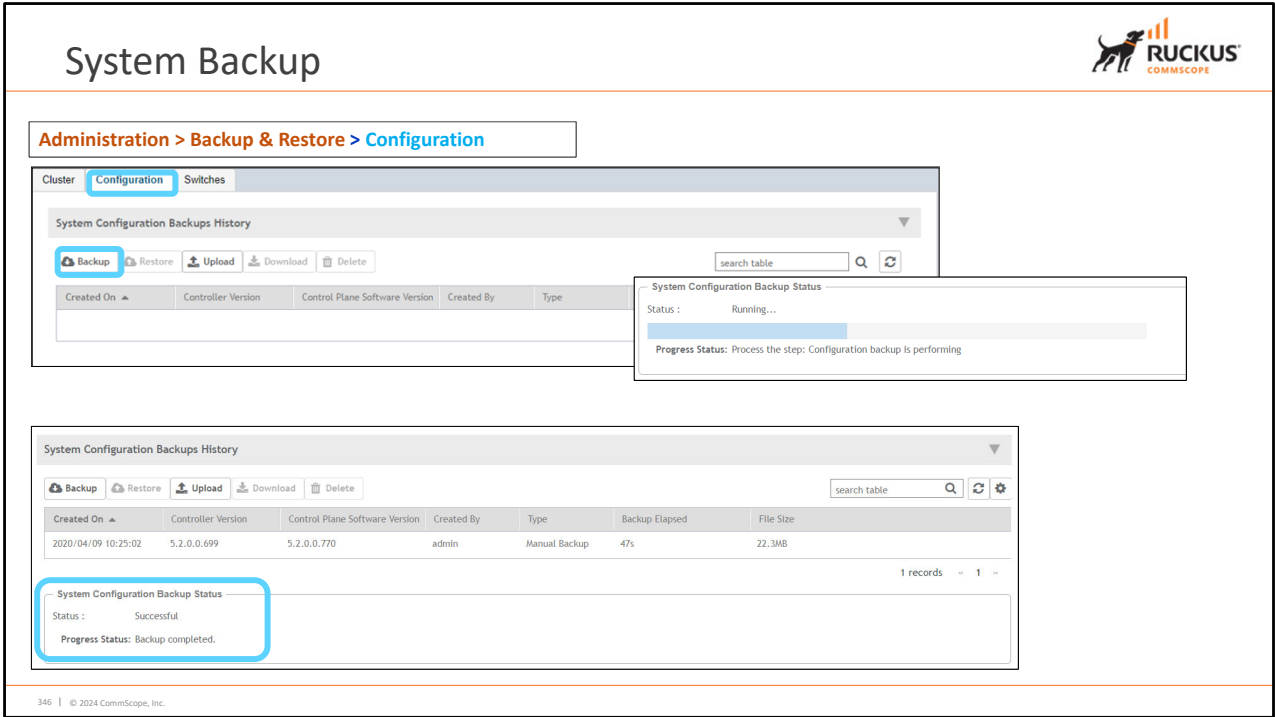 System Backup
RUCKUS
COMMSCOPE
Administration > Backup & Restore > Configuration
Cluster Configuration Switches
System Configuration Backups History
Backup Restore Upload Download Delete search table
Created On Controller Version Control Plane Software Version Created By Type
System Configuration Backup Status
Status : Running...
Progress Status: Process the step: Configuration backup is performing
System Configuration Backups History
Backup Restore Upload Download Delete search table
Created On Controller Version Control Plane Software Version Created By Type Backup Elapsed File Size
2020/04/09 10:25:02 5.2.0.0.699 5.2.0.0.770 admin Manual Backup 47s 22.3MB
1 records « 1 »
System Configuration Backup Status
Status : Successful
Progress Status: Backup completed.
346 | © 2024 CommScope, Inc.